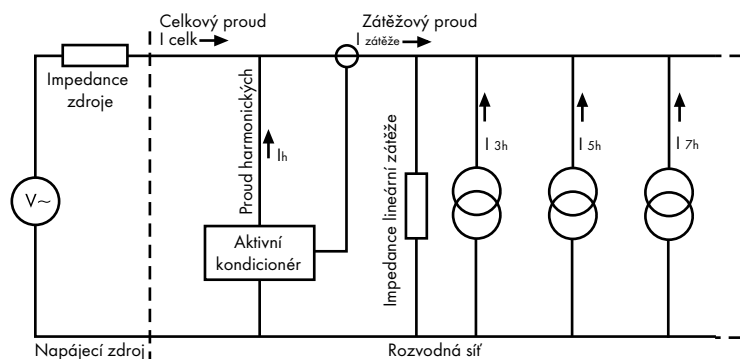 Celkový proud
I celk
Zátěžový proud
I zátěže
Impedance
zdroje
Proud harmonických
Ih
Impedance lineární zátěže
I 3h
I 5h
I 7h
V~
Aktivní
kondicionér
Napájecí zdroj
Rozvodná síť